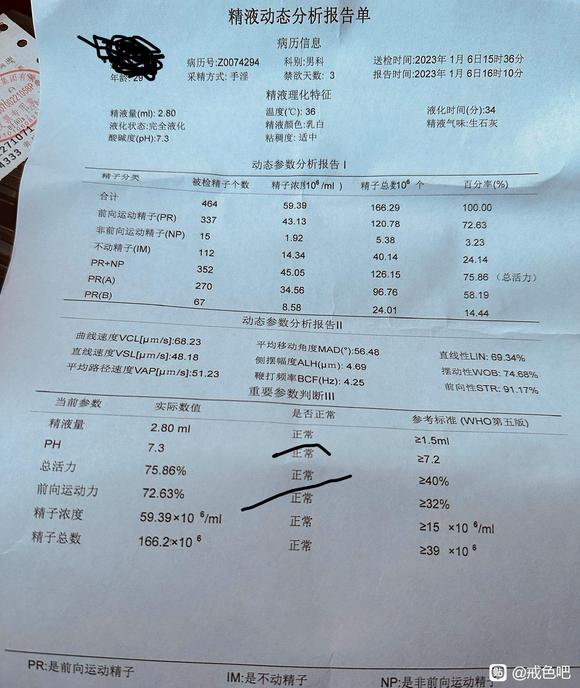 精液动态分析报告单
病历信息
病历号:Z0074294 科别:男科 送检时间:2023年 1月 6日15时36分
年龄:29 采精方式: 手淫 禁欲天数: 3 报告时间:2023年 1月 6日16时10分
精液理化特征
精液量(ml): 2.80 温度(℃): 36 液化时间(分):34
液化状态:完全液化 精液颜色:乳白 精液气味:生石灰
酸碱度(pH):7.3 粘稠度: 适中
动态参数分析报告 I
精子分类 被检精子个数 精子浓度10⁶/ml ) 精子总数10⁶ 个 百分率(%)
合计 464 59.39 166.29 100.00
前向运动精子(PR) 337 43.13 120.78 72.63
非前向运动精子(NP) 15 1.92 5.38 3.23
不动精子(IM) 112 14.34 40.14 24.14
PR+NP 352 45.05 126.15 75.86 (总活力)
PR(A) 270 34.56 96.76 58.19
PR(B) 67 8.58 24.01 14.44
动态参数分析报告II
曲线速度VCL[μm/s]:68.23 平均移动角度MAD(°):56.48 直线性LIN: 69.34%
直线速度VSL[μm/s]:48.18 侧摆幅度ALH(μm): 4.69 摆动性WOB: 74.68%
平均路径速度VAP[μm/s]:51.23 鞭打频率BCF(Hz): 4.25 前向性STR: 91.17%
重要参数判断III
当前参数 实际数值 是否正常 参考标准 (WHO第五版)
精液量 2.80 ml 正常 ≥1.5ml
PH 7.3 正常 ≥7.2
总活力 75.86% 正常 ≥40%
前向运动力 72.63% 正常 ≥32%
精子浓度 59.39×10 ⁶/ml 正常 ≥15 ×10 ⁶/ml
精子总数 166.2×10 ⁶ 正常 ≥39 ×10 ⁶
PR:是前向运动精子 IM:是不动精子 NP:是非前向运动精子
贴 @戒色吧